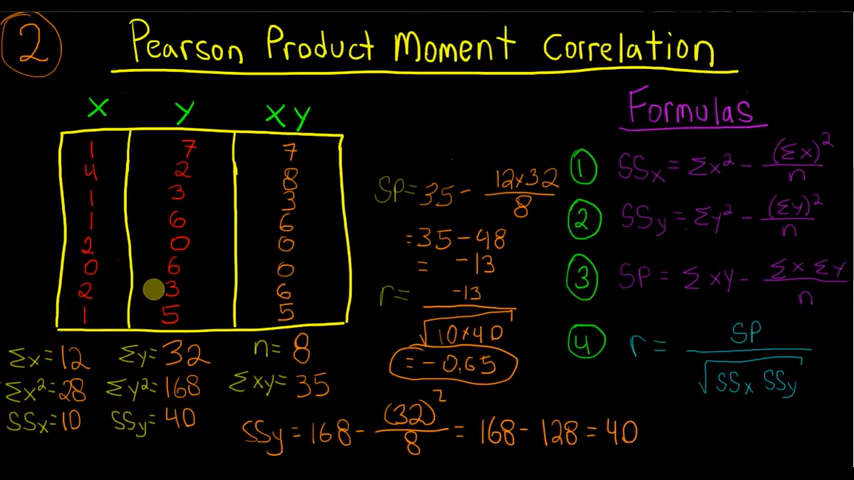 2 Pearson Product Moment Correlation
X Y XY
1 7 7
4 2 8
1 3 3
1 6 6
2 0 0
0 6 0
2 3 6
1 5 5
Σx=12 Σy=32 n=8
Σx²=28 Σy²=168 Σxy=35
SSx=10 SSy=40
SP=35 - 12x32/8
=35-48
= -13
r= -13/√10x40
=-0.65
SSy=168-(32)²/8=168-128=40
Formulas
① SSx=Σx²-(Σx)²/n
② SSy=Σy²-(Σy)²/n
③ SP=Σxy-ΣxΣy/n
④ r=SP/√SSx SSy